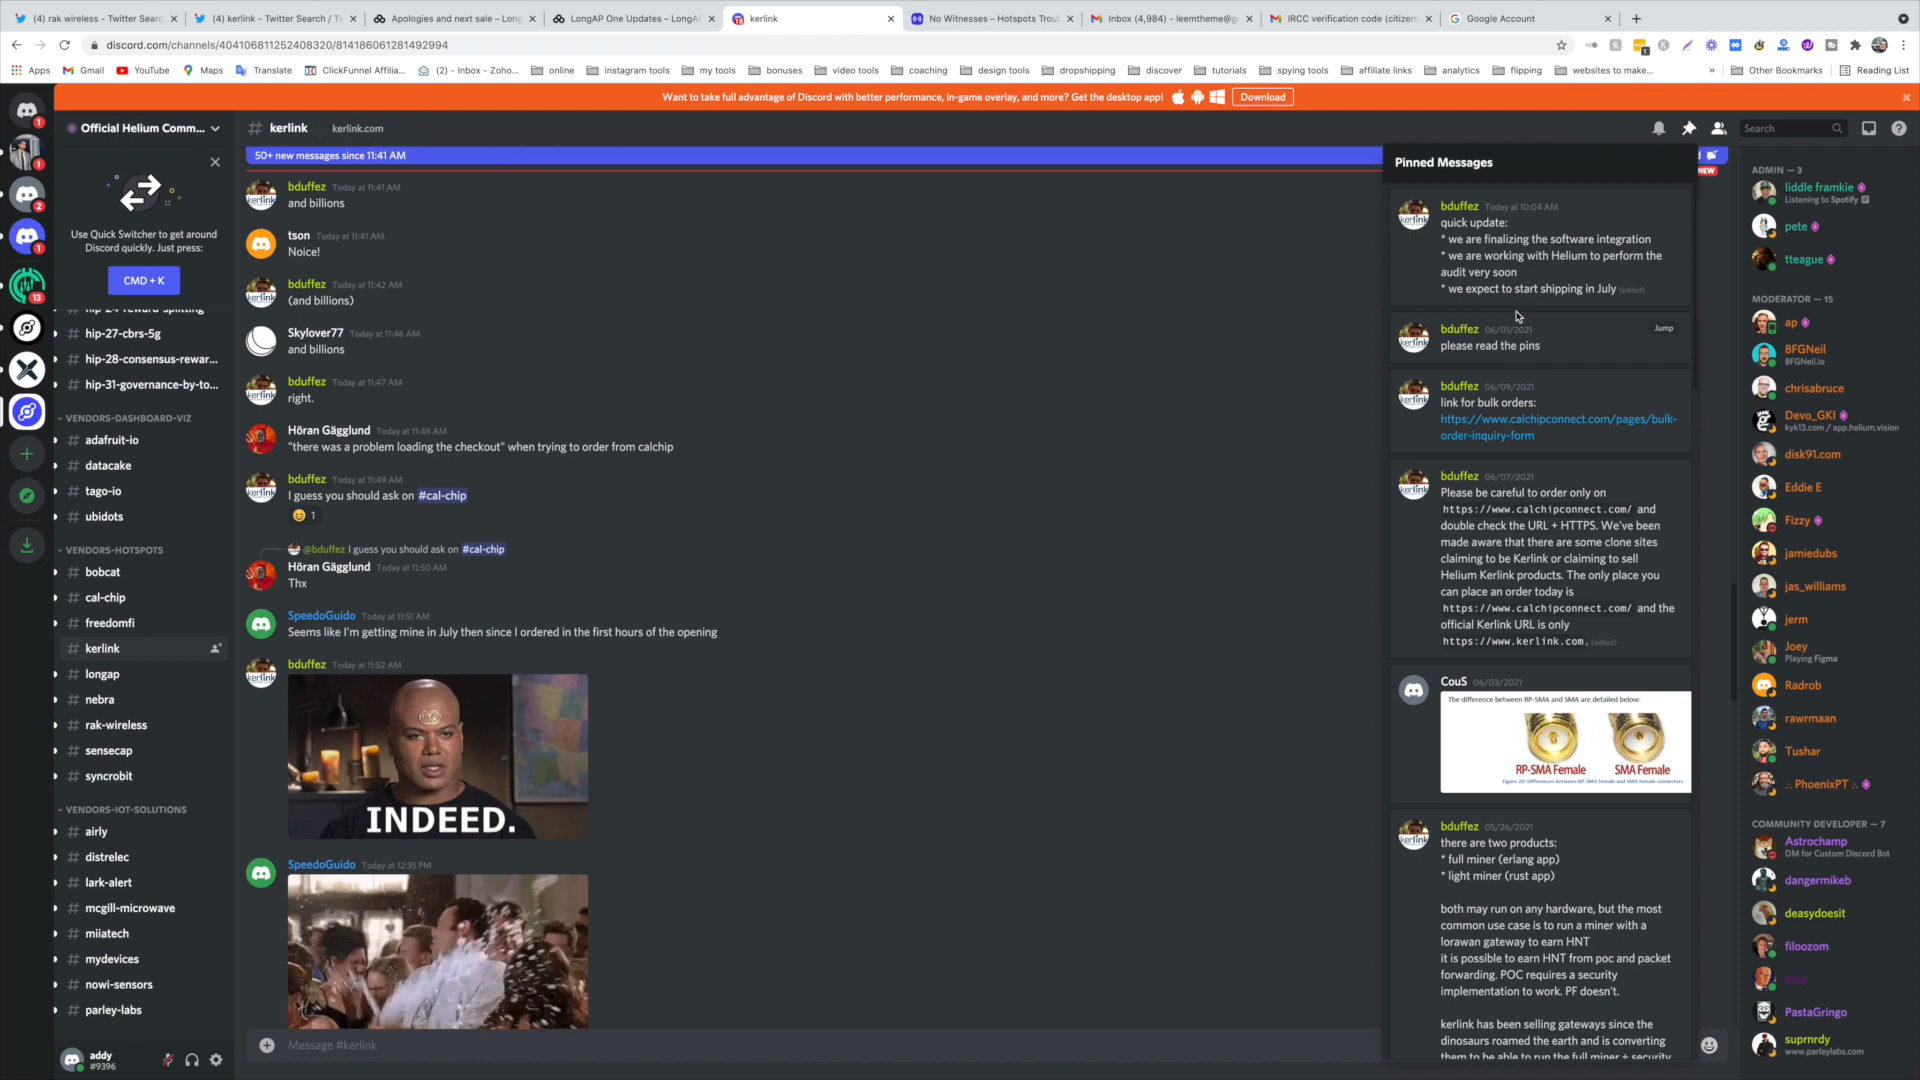 (4) rak wireless - Twitter Searc
(4) kerlink - Twitter Search / T
Apologies and next sale – Long
LongAP One Updates – LongAP
kerlink
No Witnesses – Hotspots Trou
Inbox (4,984) - leemtheme@g
IRCC verification code (citizen
Google Account
discord.com/channels/404106811252408320/814186061281492994
Apps
Gmail
YouTube
Maps
Translate
ClickFunnel Affilia...
(2) - Inbox - Zoho...
online
instagram tools
my tools
bonuses
video tools
coaching
design tools
dropshipping
discover
tutorials
spying tools
affiliate links
analytics
flipping
websites to make...
»
Other Bookmarks
Reading List
Want to take full advantage of Discord with better performance, in-game overlay, and more? Get the desktop app!
Download
1
1
2
1
13
Official Helium Comm...
Use Quick Switcher to get around
Discord quickly. Just press:
CMD + K
hip-24-reward-splitting
hip-27-cbrs-5g
hip-28-consensus-rewar...
hip-31-governance-by-to...
VENDORS-DASHBOARD-VIZ
# adafruit-io
# datacake
# tago-io
# ubidots
VENDORS-HOTSPOTS
# bobcat
# cal-chip
# freedomfi
# kerlink
# longap
# nebra
# rak-wireless
# sensecap
# syncrobit
VENDORS-IOT-SOLUTIONS
# airly
# distrelec
# lark-alert
# mcgill-microwave
# miiatech
# mydevices
# nowi-sensors
# parley-labs
addy
#9396
# kerlink
kerlink.com
Search
50+ new messages since 11:41 AM
NEW
bduffez Today at 11:41 AM
and billions
tson Today at 11:41 AM
Noice!
bduffez Today at 11:42 AM
(and billions)
Skylover77 Today at 11:46 AM
and billions
bduffez Today at 11:47 AM
right.
Höran Gägglund Today at 11:49 AM
"there was a problem loading the checkout" when trying to order from calchip
bduffez Today at 11:49 AM
I guess you should ask on #cal-chip
1
@bduffez I guess you should ask on #cal-chip
Höran Gägglund Today at 11:50 AM
Thx
SpeedoGuido Today at 11:51 AM
Seems like I'm getting mine in July then since I ordered in the first hours of the opening
bduffez Today at 11:52 AM
INDEED.
SpeedoGuido Today at 12:35 PM
Message #kerlink
Pinned Messages
bduffez Today at 10:04 AM
quick update:
* we are finalizing the software integration
* we are working with Helium to perform the
audit very soon
* we expect to start shipping in July (edited)
bduffez 06/01/2021
Jump
please read the pins
bduffez 06/09/2021
link for bulk orders:
https://www.calchipconnect.com/pages/bulk-
order-inquiry-form
bduffez 06/07/2021
Please be careful to order only on
https://www.calchipconnect.com/ and
double check the URL + HTTPS. We've been
made aware that there are some clone sites
claiming to be Kerlink or claiming to sell
Helium Kerlink products. The only place you
can place an order today is
https://www.calchipconnect.com/ and the
official Kerlink URL is only
https://www.kerlink.com. (edited)
CouS 06/03/2021
The difference between RP-SMA and SMA are detailed below:
RP-SMA Female
SMA Female
Figure 20: Differences between RP-SMA female and SMA female connectors
bduffez 05/26/2021
there are two products:
* full miner (erlang app)
* light miner (rust app)
both may run on any hardware, but the most
common use case is to run a miner with a
lorawan gateway to earn HNT
it is possible to earn HNT from poc and packet
forwarding. POC requires a security
implementation to work. PF doesn't.
kerlink has been selling gateways since the
dinosaurs roamed the earth and is converting
them to be able to run the full miner + security
ADMIN — 3
liddle framkie
Listening to Spotify
pete
tteague
MODERATOR — 15
ap
BFGNeil
BFGNeil.io
chrisabruce
Devo_GKI
kyk13.com / app.helium.vision
disk91.com
Eddie E
Fizzy
jamiedubs
jas_williams
jerm
Joey
Playing Figma
Radrob
rawrmaan
Tushar
.:. PhoenixPT .:.
COMMUNITY DEVELOPER — 7
Astrochamp
DM for Custom Discord Bot
dangermikeb
deasydoesit
filoozom
PastaGringo
suprnrdy
www.parleylabs.com